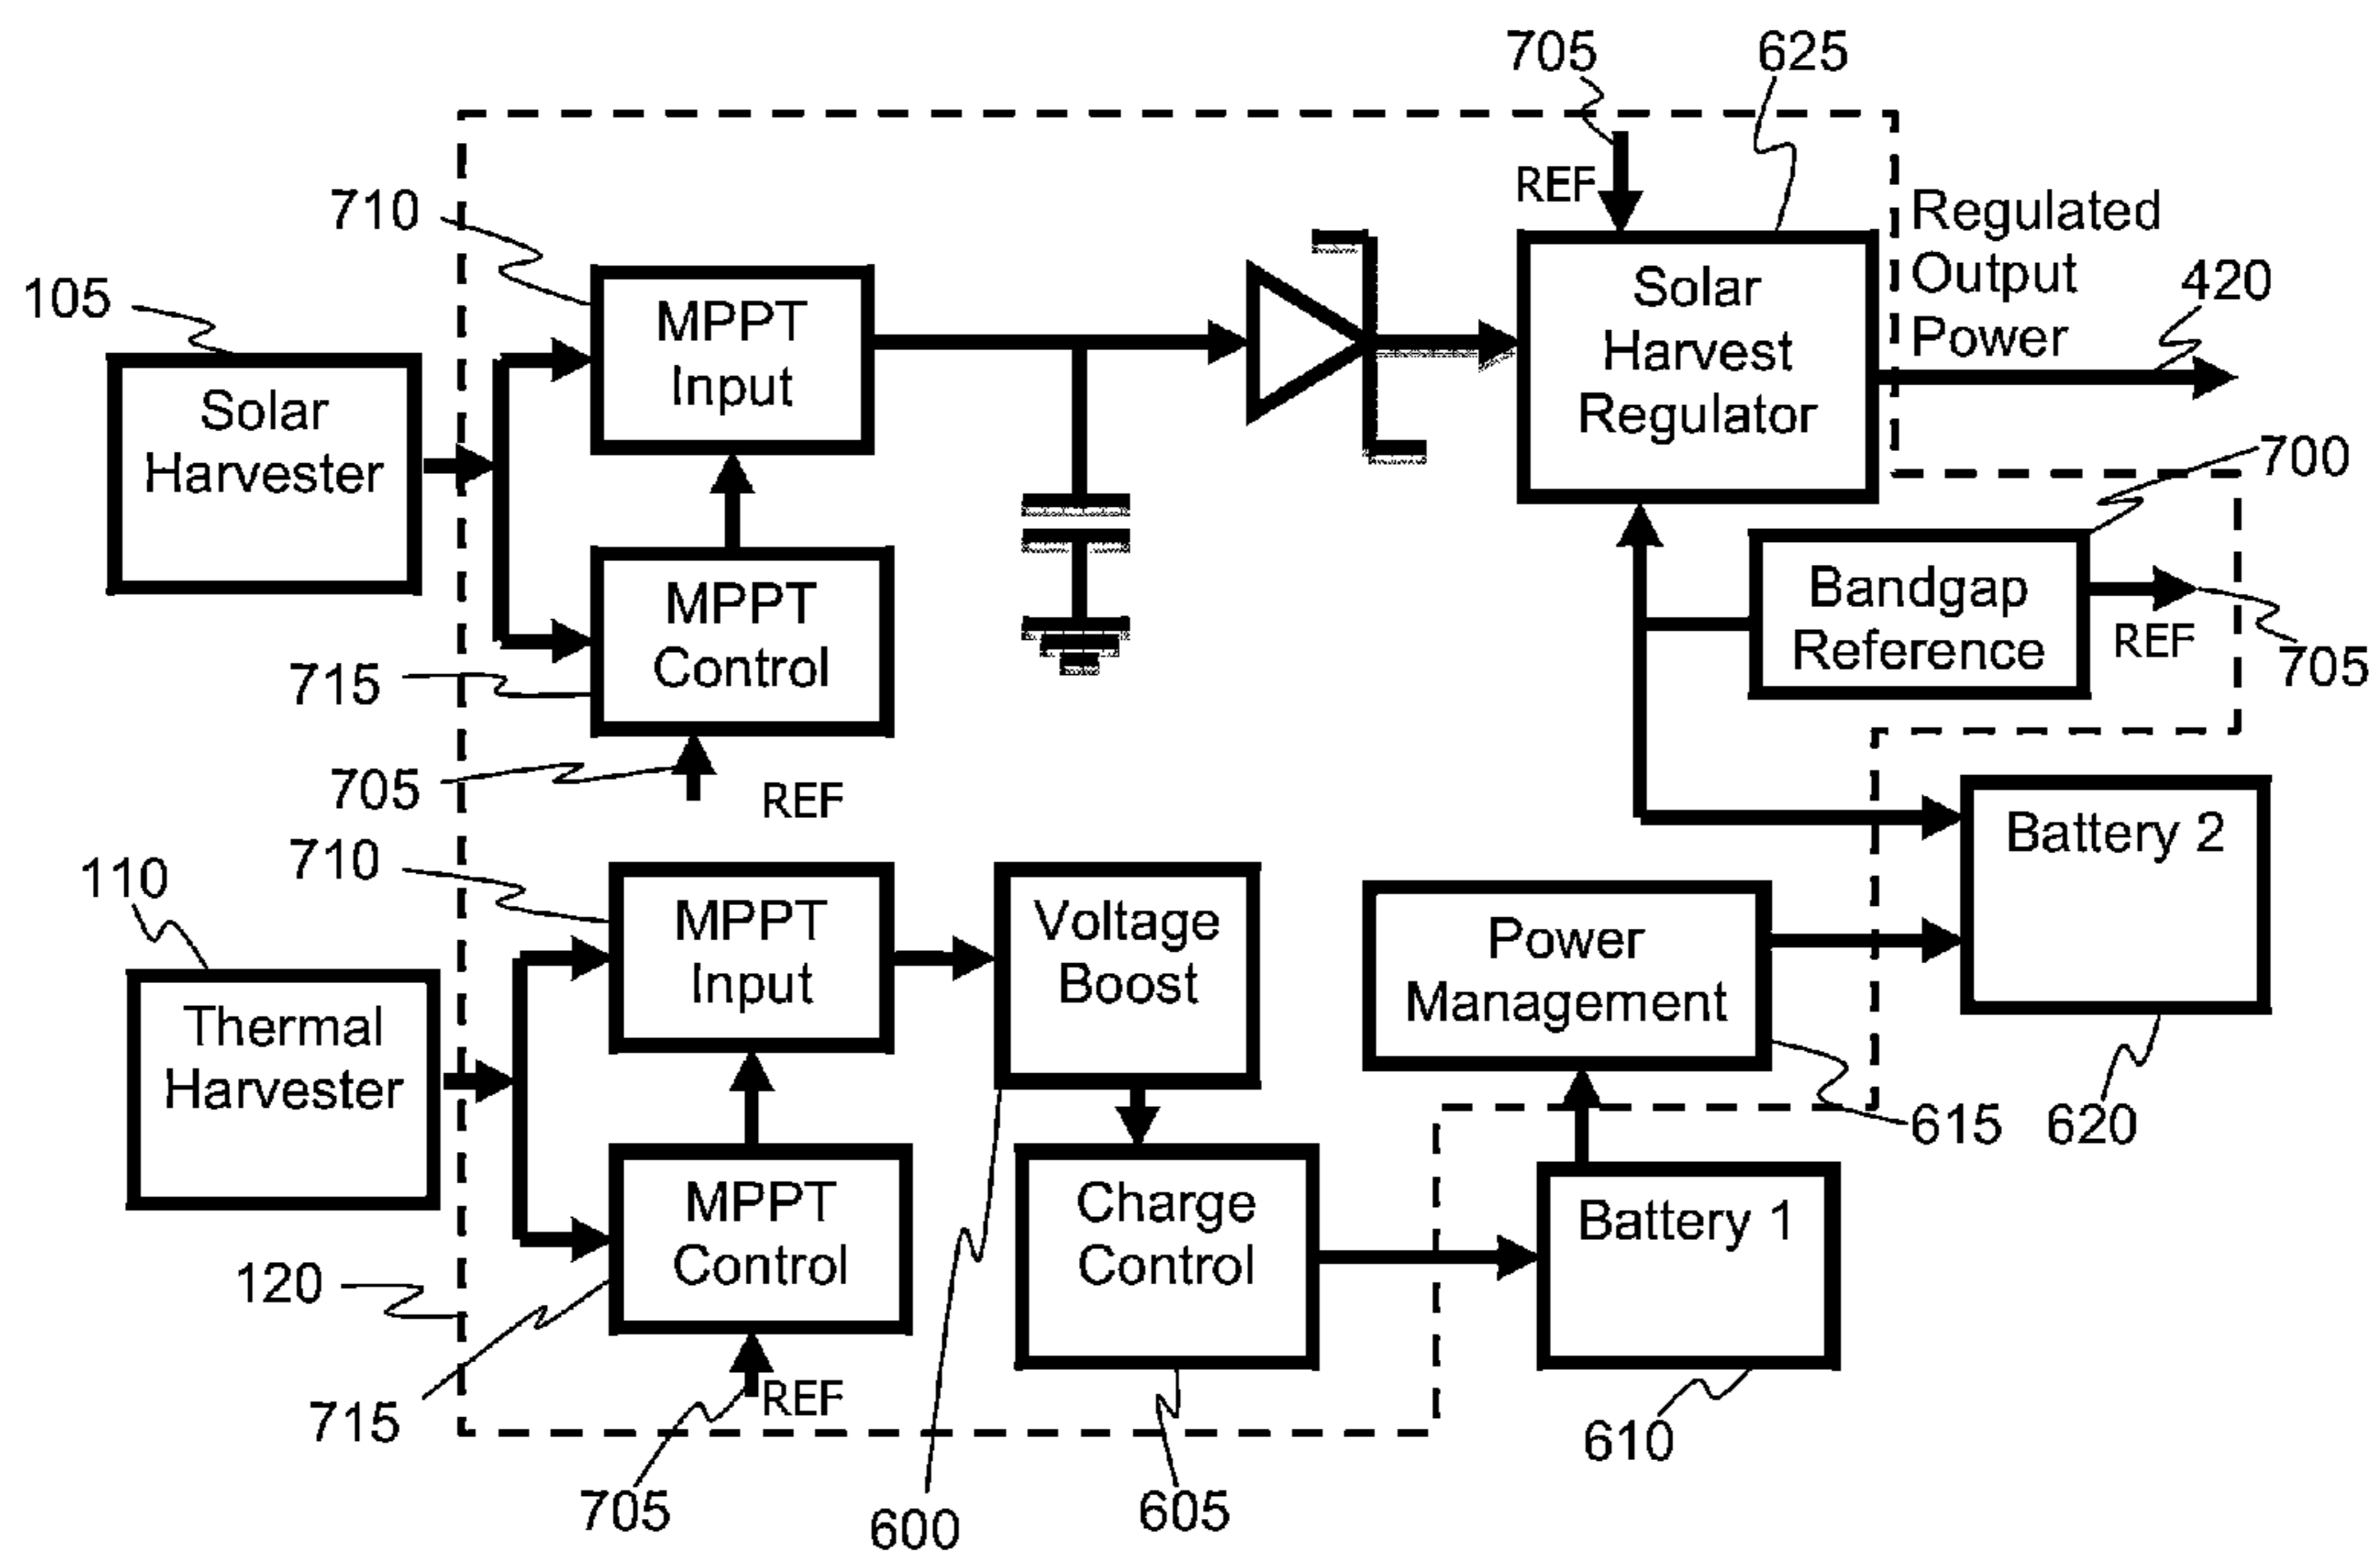 705
625
710
REF
Regulated
Output
Power
420
105
MPPT
Input
Solar
Harvest
Regulator
Solar
Harvester
700
MPPT
Control
Bandgap
Reference
REF
705
715
705
REF
710
110
Battery 2
MPPT
Input
Voltage
Boost
Power
Management
Thermal
Harvester
615
620
MPPT
Control
Charge
Control
Battery 1
120
715
REF
705
600
605
610